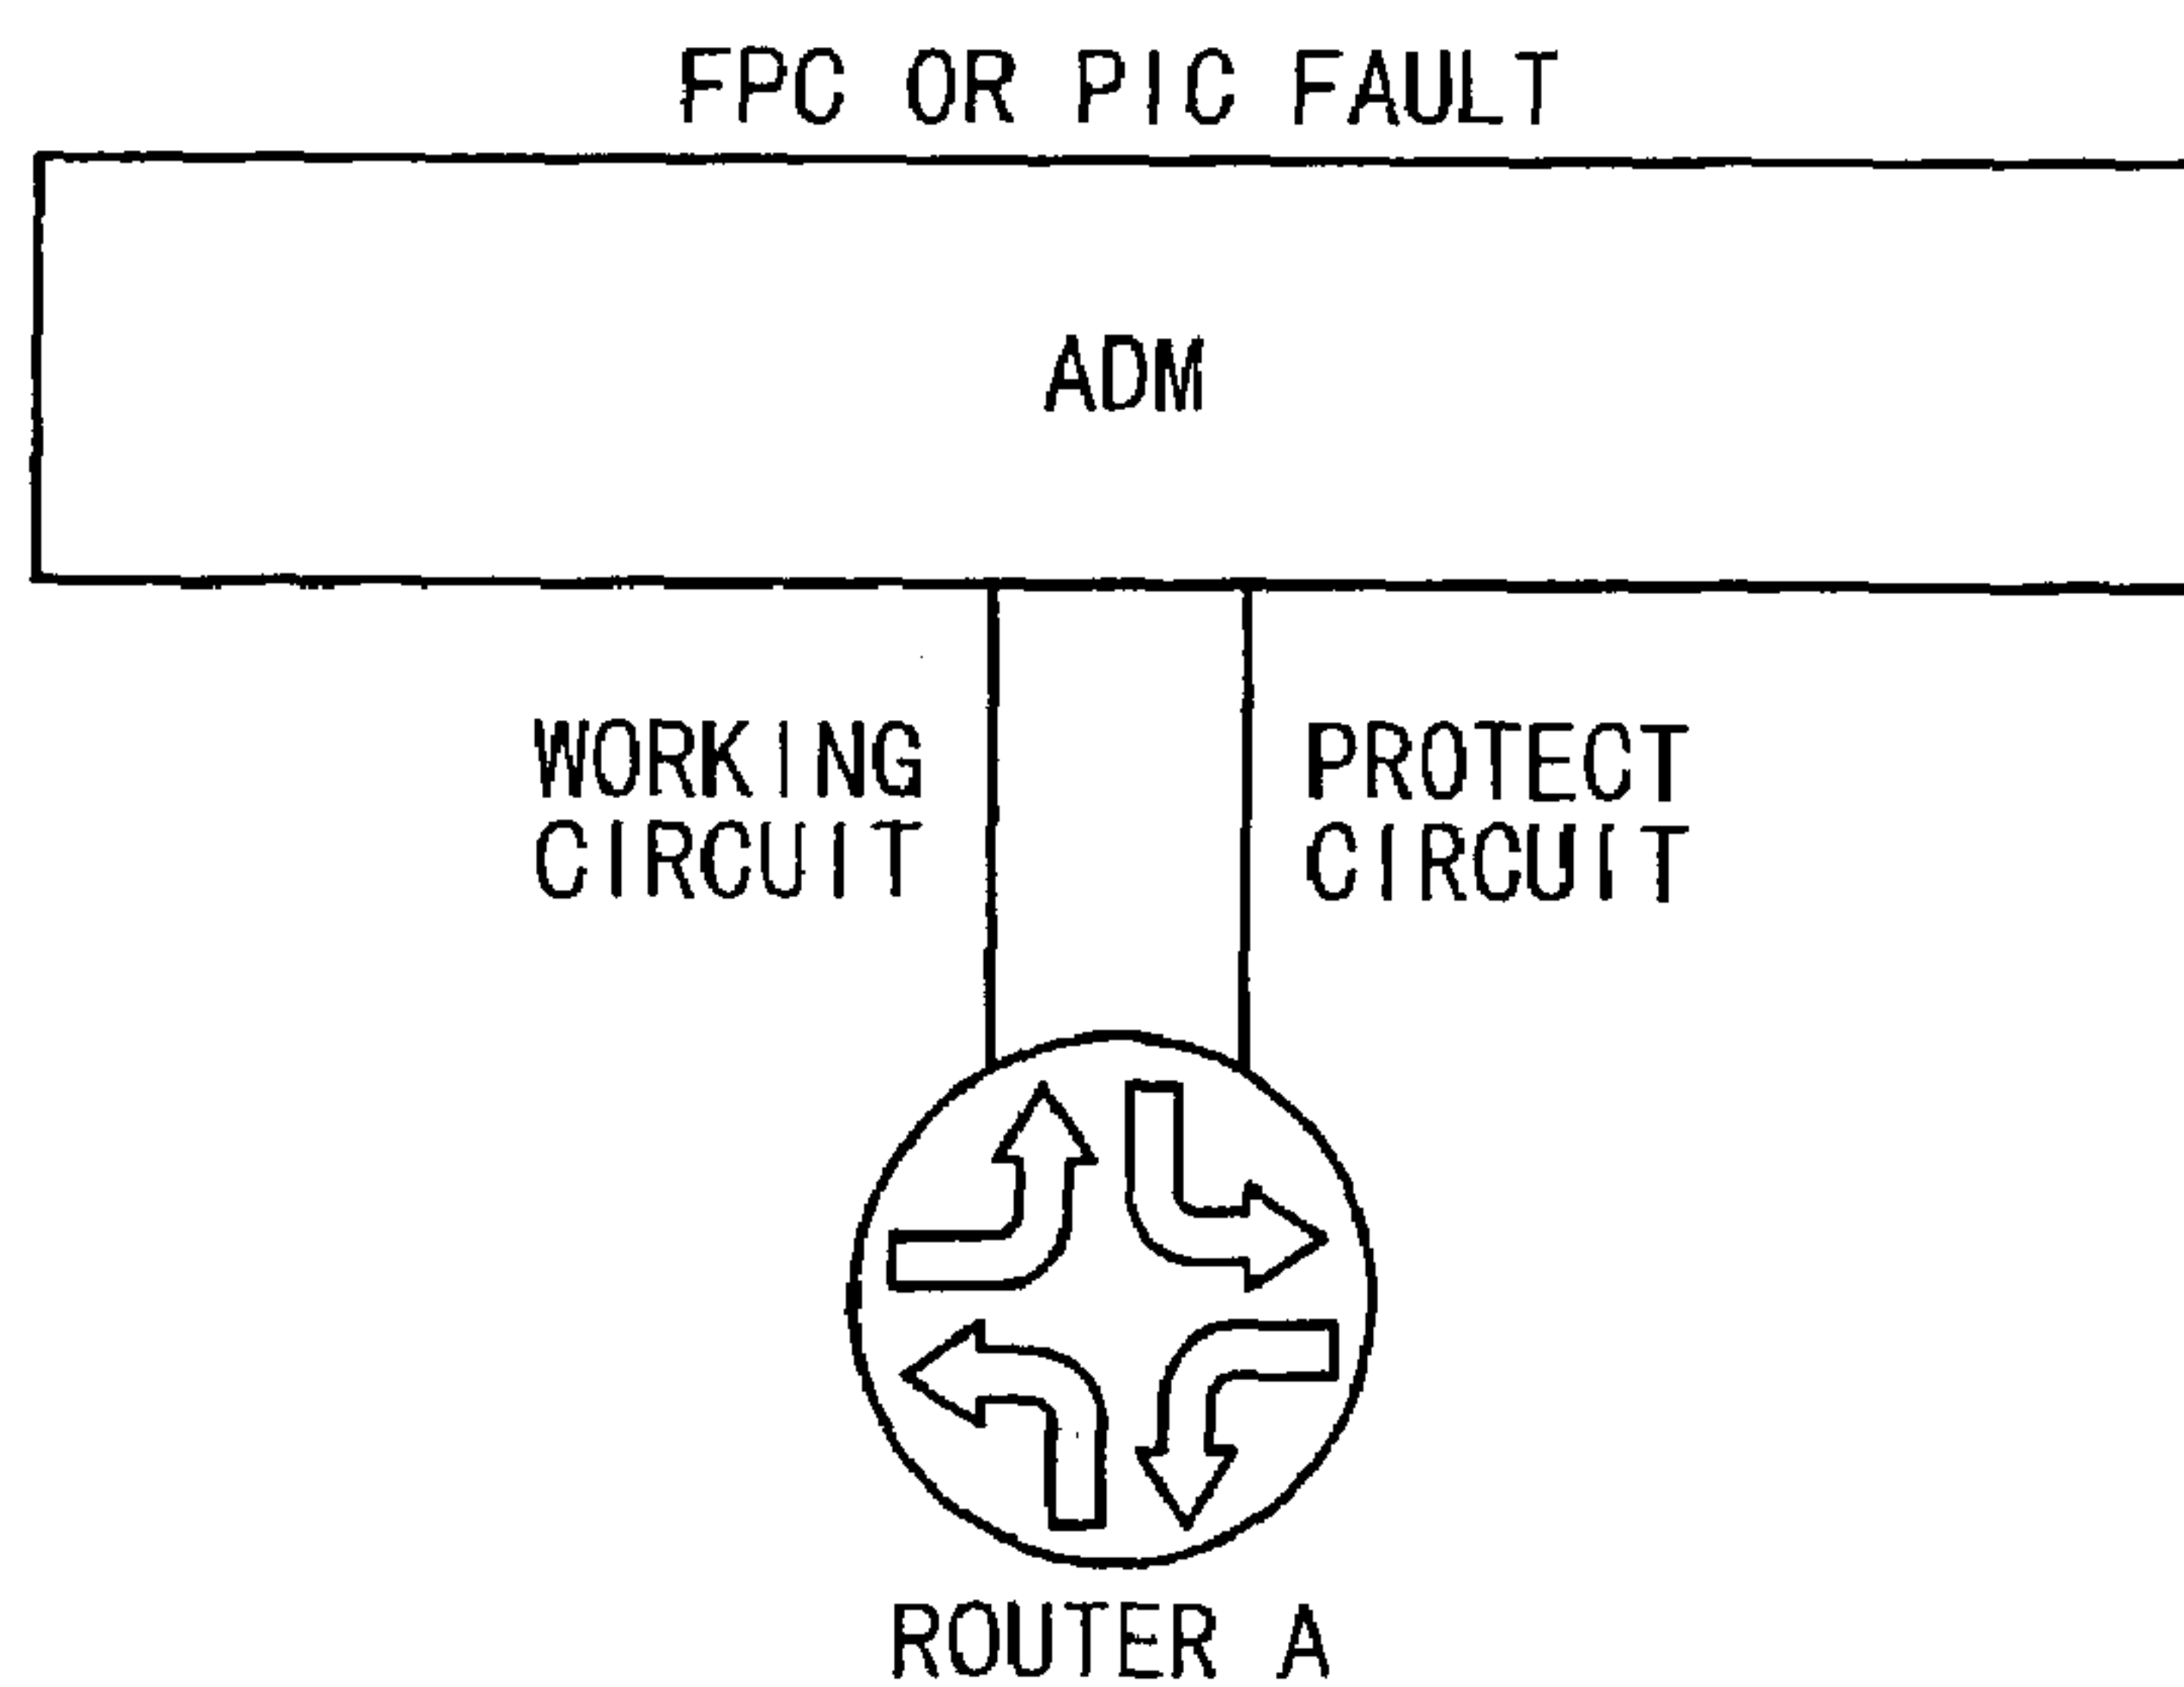 FPC OR PIC FAULT
ADM
WORKING
CIRCUIT
PROTECT
CIRCUIT
ROUTER A